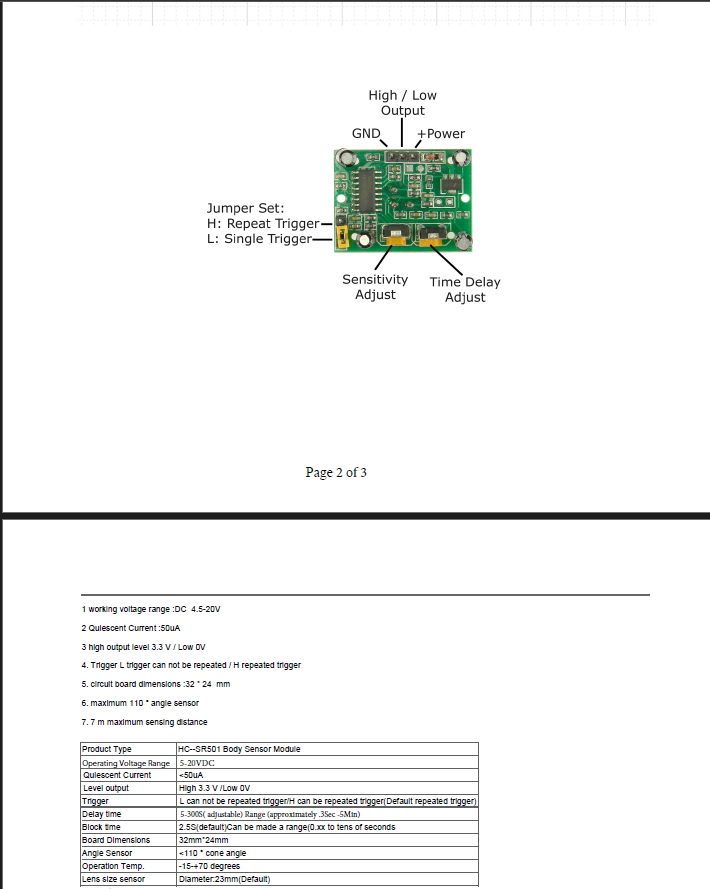 High / Low
Output
GND
+Power
Jumper Set:
H: Repeat Trigger
L: Single Trigger
Sensitivity
Adjust
Time Delay
Adjust
Page 2 of 3
1 working voltage range :DC 4.5-20V
2 Quiescent Current :50uA
3 high output level 3.3 V / Low 0V
4. Trigger L trigger can not be repeated / H repeated trigger
5. circuit board dimensions :32 * 24 mm
6. maximum 110 ° angle sensor
7. 7 m maximum sensing distance
Product Type HC--SR501 Body Sensor Module
Operating Voltage Range 5-20VDC
Quiescent Current <50uA
Level output High 3.3 V /Low 0V
Trigger L can not be repeated trigger/H can be repeated trigger(Default repeated trigger)
Delay time 5-300S( adjustable) Range (approximately .3Sec -5Min)
Block time 2.5S(default)Can be made a range(0.xx to tens of seconds
Board Dimensions 32mm*24mm
Angle Sensor <110 ° cone angle
Operation Temp. -15-+70 degrees
Lens size sensor Diameter:23mm(Default)